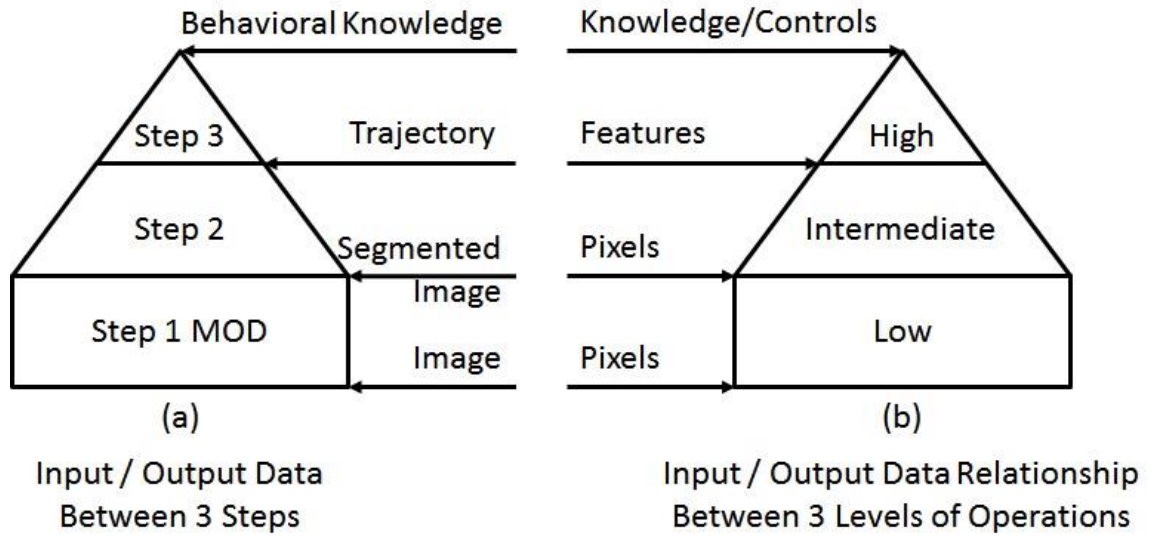 Behavioral Knowledge
Step 3
Trajectory
Step 2
Segmented
Image
Step 1 MOD
Image
(a)
Input / Output Data
Between 3 Steps
Knowledge/Controls
Features
High
Pixels
Intermediate
Pixels
Low
(b)
Input / Output Data Relationship
Between 3 Levels of Operations